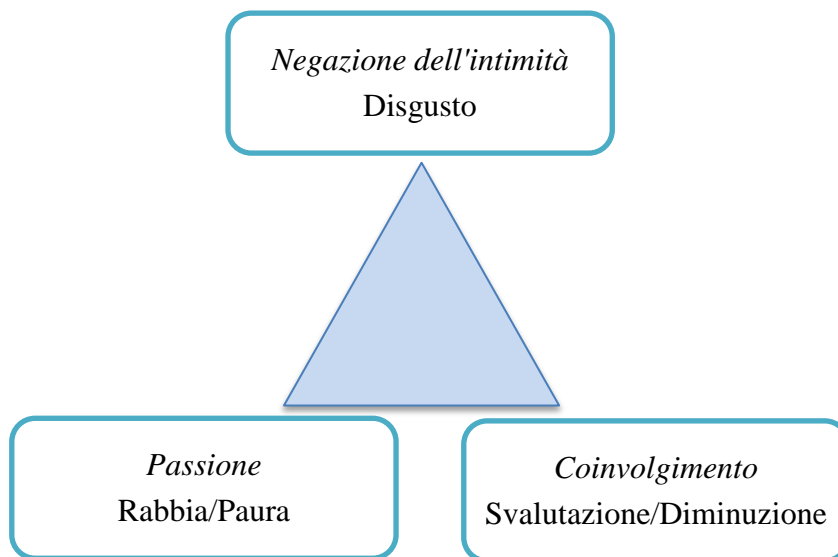 Negazione dell'intimità
Disgusto
Passione
Rabbia/Paura
Coinvolgimento
Svalutazione/Diminuzione